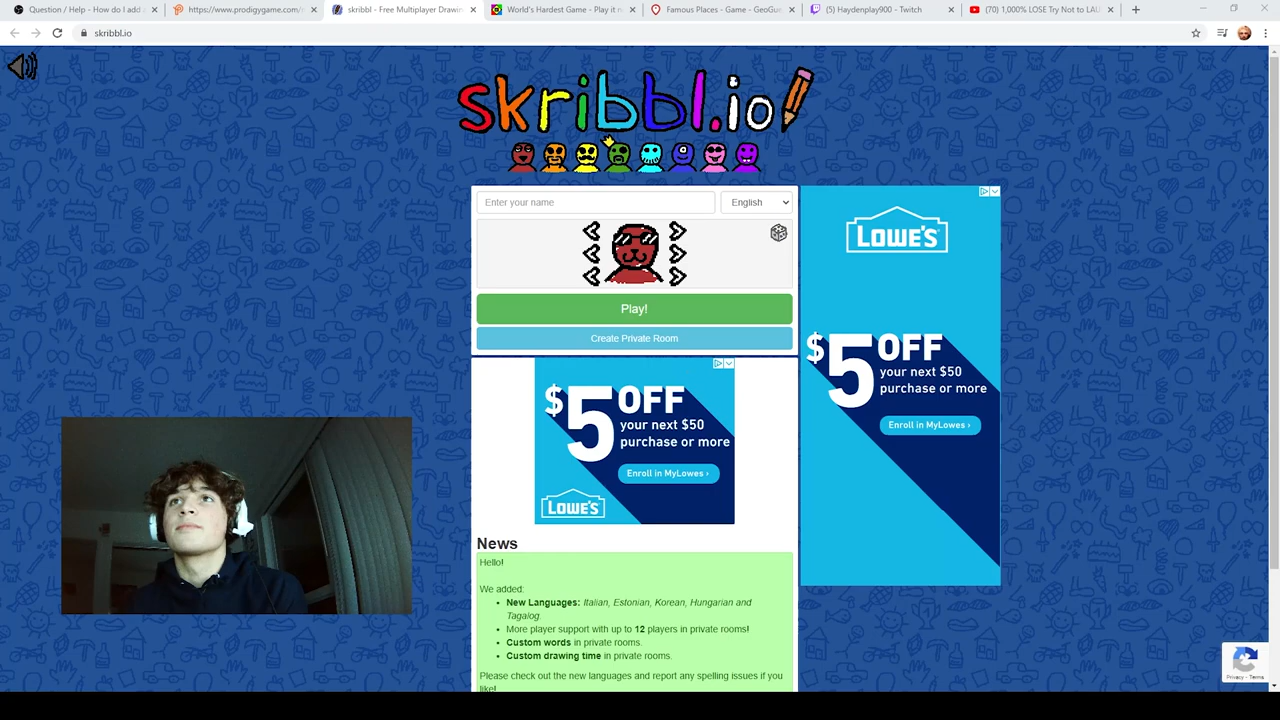 Question / Help - How do I add a
https://www.prodigygame.com/in
skribbl - Free Multiplayer Drawin
World's Hardest Game - Play it n
Famous Places - Game - GeoGue
(5) Haydenplay900 - Twitch
(70) 1,000% LOSE Try Not to LAU
skribbl.io
skribbl.io
Enter your name
English
Play!
Create Private Room
LOWE'S
$5 OFF
your next $50
purchase or more
Enroll in MyLowes ›
$5 OFF
your next $50
purchase or more
Enroll in MyLowes ›
LOWE'S
News
Hello!
We added:
New Languages: Italian, Estonian, Korean, Hungarian and
Tagalog.
More player support with up to 12 players in private rooms!
Custom words in private rooms.
Custom drawing time in private rooms.
Please check out the new languages and report any spelling issues if you
like!
Privacy - Terms